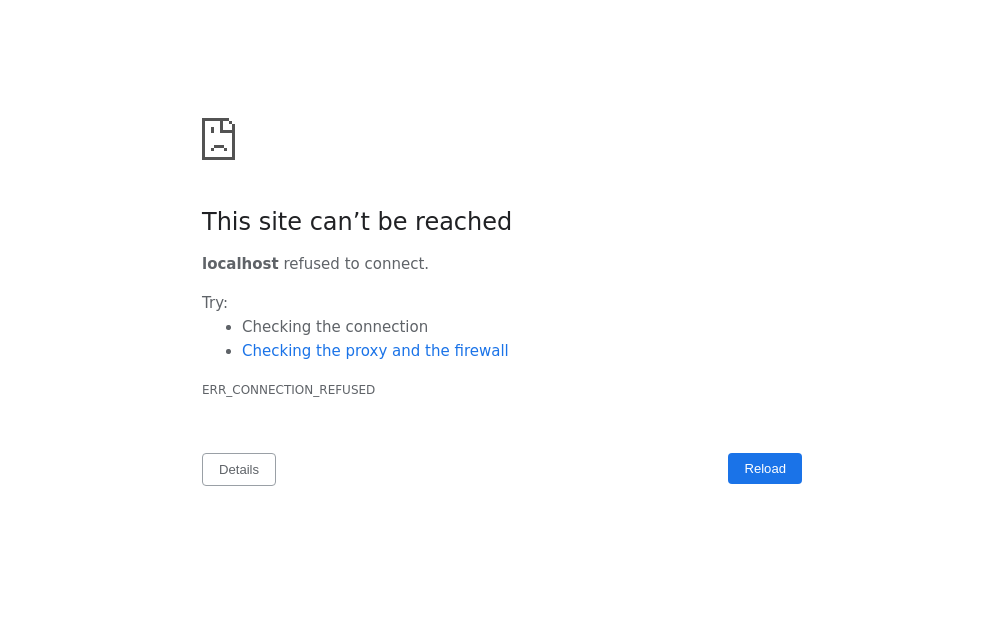 This site can’t be reached
localhost refused to connect.
Try:
Checking the connection
Checking the proxy and the firewall
ERR_CONNECTION_REFUSED
Details
Reload